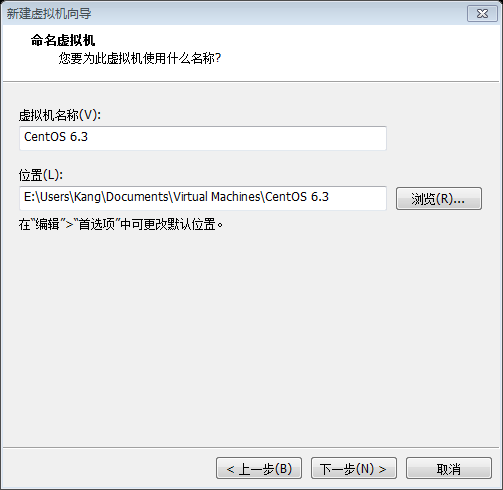 新建虚拟机向导
命名虚拟机
您要为此虚拟机使用什么名称?
虚拟机名称(V):
CentOS 6.3
位置(L):
E:\Users\Kang\Documents\Virtual Machines\CentOS 6.3
浏览(R)...
在“编辑”>“首选项”中可更改默认位置。
< 上一步(B)
下一步(N) >
取消